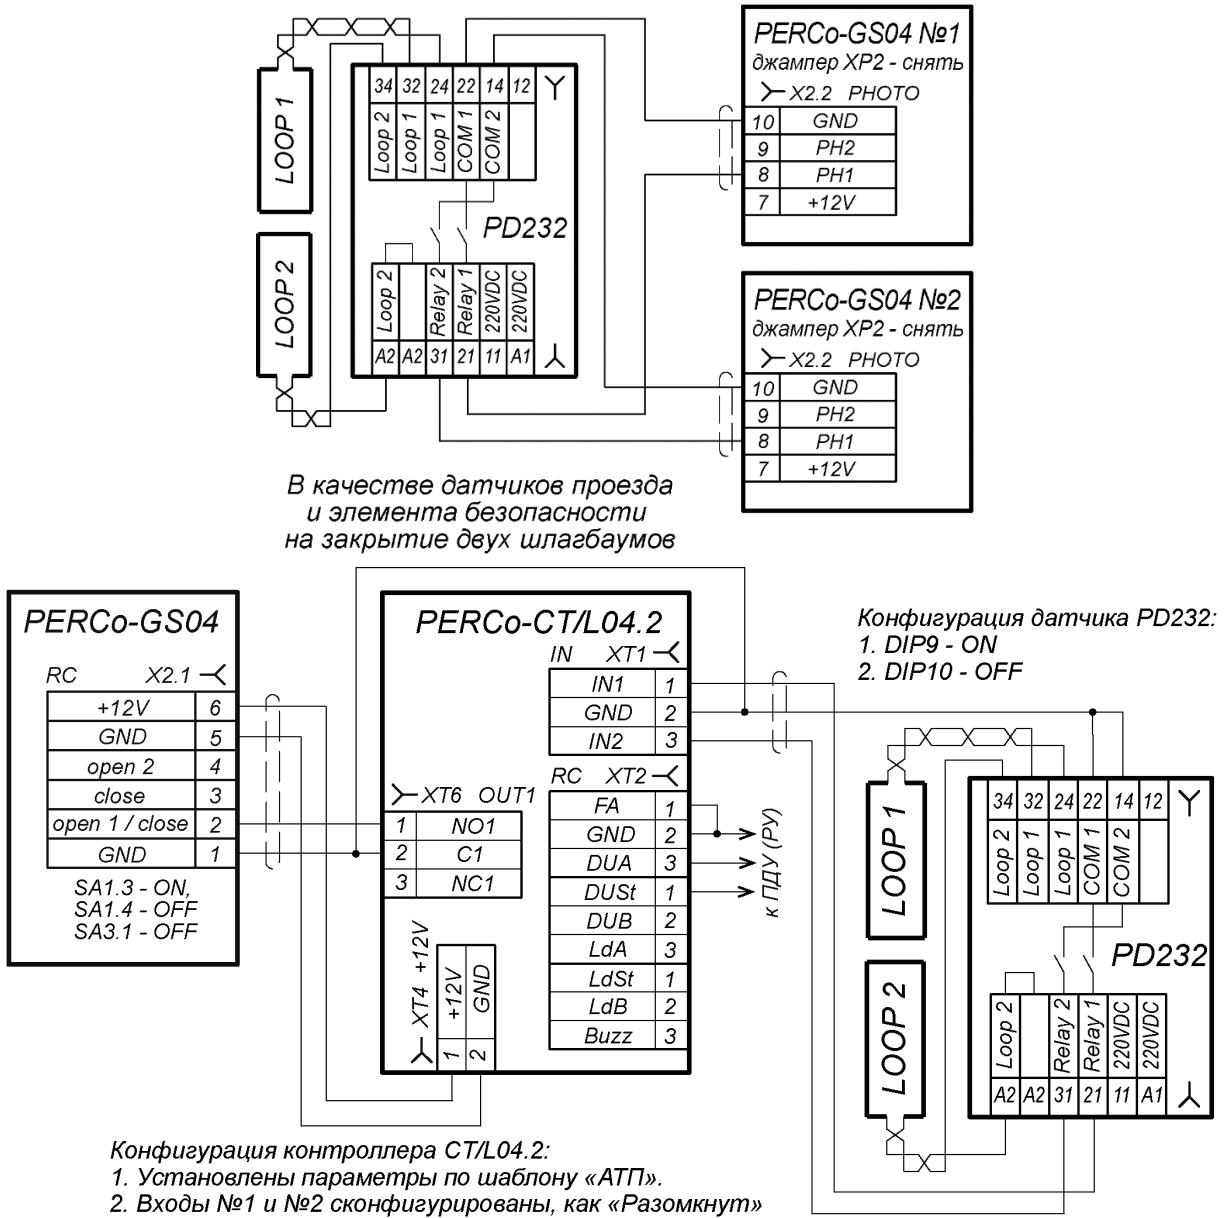 LOOP 1
LOOP 2
34 32 24 22 14 12
Loop 2 Loop 1 Loop 1 COM 1 COM 2
PD232
Loop 2 Relay 2 Relay 1 220VDC 220VDC
A2 A2 31 21 11 A1
PERCo-GS04 №1
джампер XP2 - снять
X2.2 PHOTO
10 GND
9 PH2
8 PH1
7 +12V
PERCo-GS04 №2
джампер XP2 - снять
X2.2 PHOTO
10 GND
9 PH2
8 PH1
7 +12V
В качестве датчиков проезда
и элемента безопасности
на закрытие двух шлагбаумов
PERCo-GS04
RC X2.1
+12V 6
GND 5
open 2 4
close 3
open 1 / close 2
GND 1
SA1.3 - ON,
SA1.4 - OFF
SA3.1 - OFF
PERCo-CT/L04.2
IN XT1
IN1 1
GND 2
IN2 3
RC XT2
FA 1
GND 2
DUA 3
DUSt 1
DUB 2
LdA 3
LdSt 1
LdB 2
Buzz 3
XT6 OUT1
1 NO1
2 C1
3 NC1
XT4 +12V
+12V GND
1 2
к ПДУ (РУ)
Конфигурация датчика PD232:
1. DIP9 - ON
2. DIP10 - OFF
LOOP 1
LOOP 2
34 32 24 22 14 12
Loop 2 Loop 1 Loop 1 COM 1 COM 2
PD232
Loop 2 Relay 2 Relay 1 220VDC 220VDC
A2 A2 31 21 11 A1
Конфигурация контроллера CT/L04.2:
1. Установлены параметры по шаблону «АТП».
2. Входы №1 и №2 сконфигурированы, как «Разомкнут»